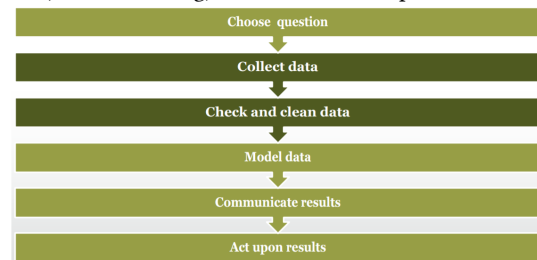 Choose question
Collect data
Check and clean data
Model data
Communicate results
Act upon results